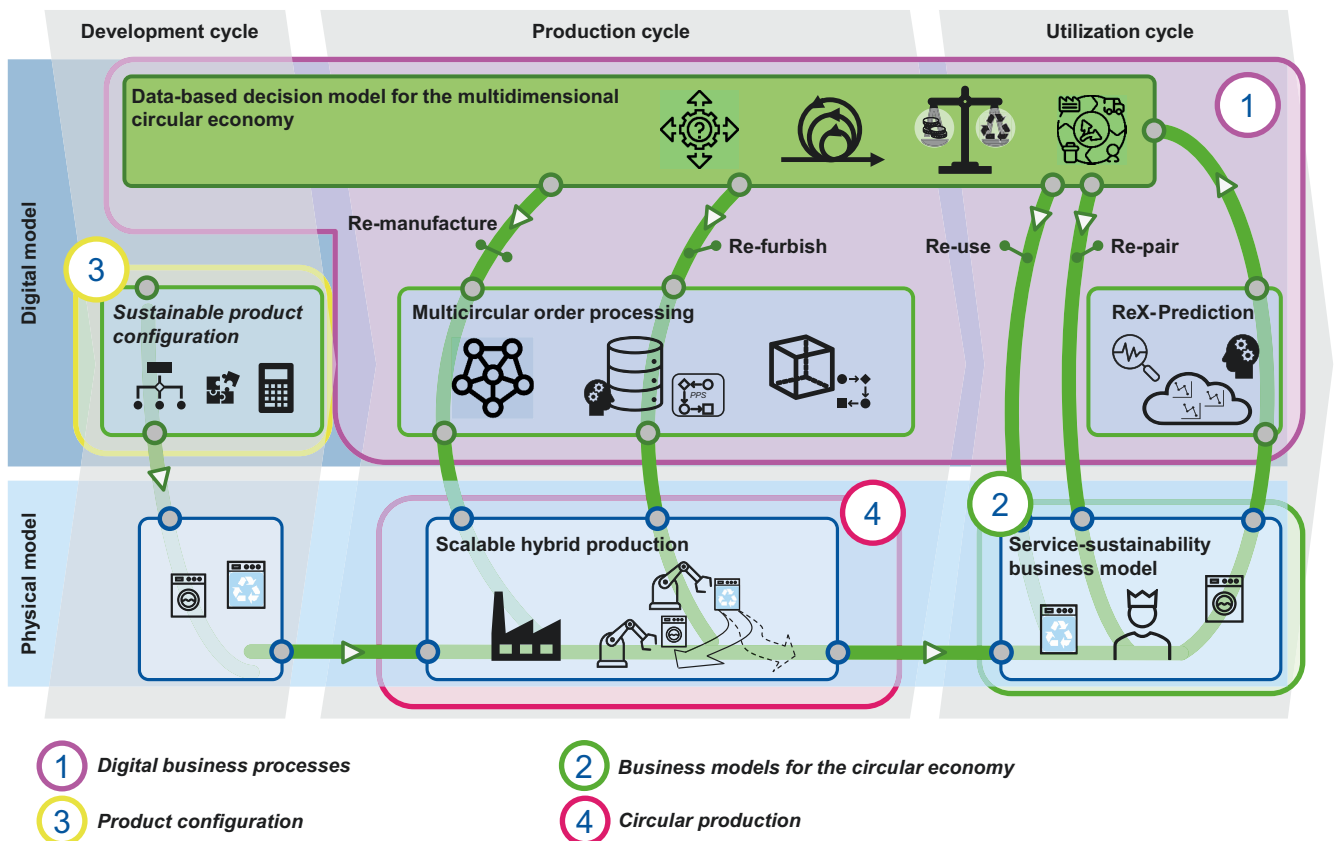 Development cycle
Production cycle
Utilization cycle
Digital model
Physical model
Data-based decision model for the multidimensional
circular economy
?
1
Re-manufacture
Re-furbish
Re-use
Re-pair
3
Sustainable product
configuration
Multicircular order processing
PPS
ReX-Prediction
4
2
Scalable hybrid production
Service-sustainability
business model
1 Digital business processes
2 Business models for the circular economy
3 Product configuration
4 Circular production